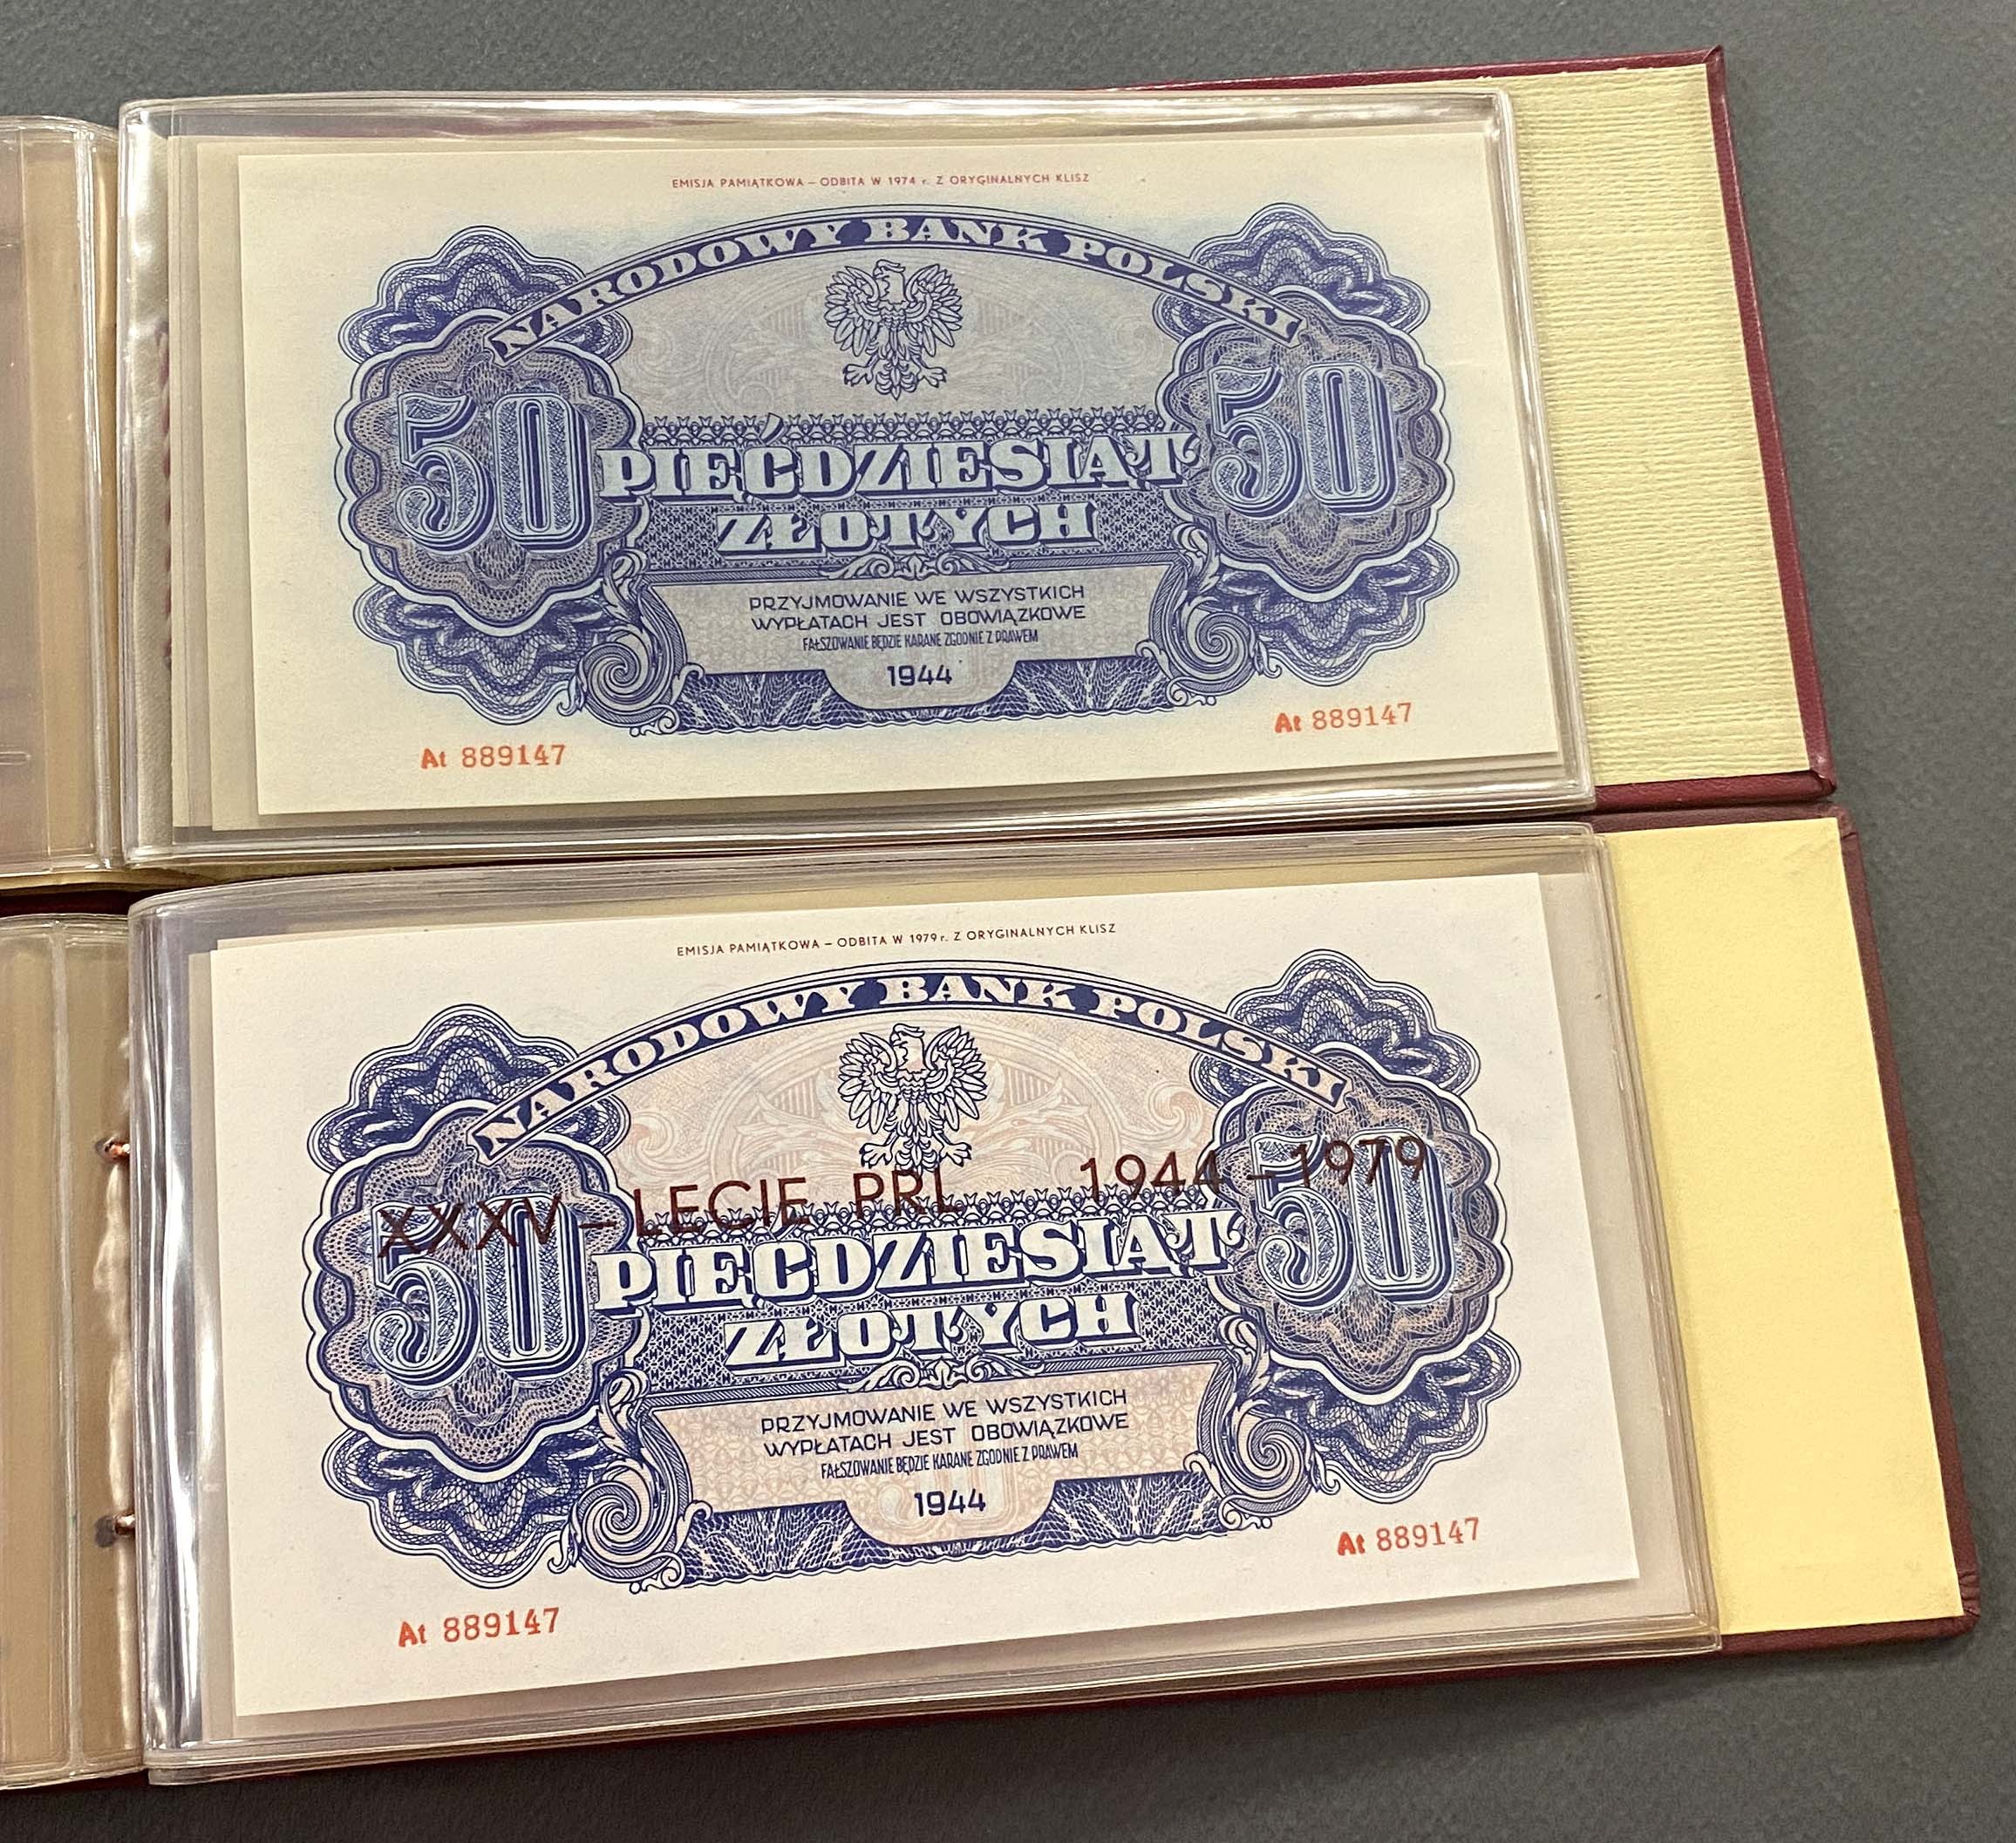 EMISJA PAMIĄTKOWA – ODBITA W 1974 r. Z ORYGINALNYCH KLISZ
NARODOWY BANK POLSKI
50 50
PIĘĆDZIESIĄT
ZŁOTYCH
PRZYJMOWANIE WE WSZYSTKICH
WYPŁATACH JEST OBOWIĄZKOWE
FAŁSZOWANIE BĘDZIE KARANE ZGODNIE Z PRAWEM
1944
At 889147
At 889147
EMISJA PAMIĄTKOWA – ODBITA W 1979 r. Z ORYGINALNYCH KLISZ
NARODOWY BANK POLSKI
XXXV – LECIE PRL 1944 – 1979
50 50
PIĘCDZIESIĄT
ZŁOTYCH
PRZYJMOWANIE WE WSZYSTKICH
WYPŁATACH JEST OBOWIĄZKOWE
FAŁSZOWANIE BĘDZIE KARANE ZGODNIE Z PRAWEM
1944
At 889147
At 889147